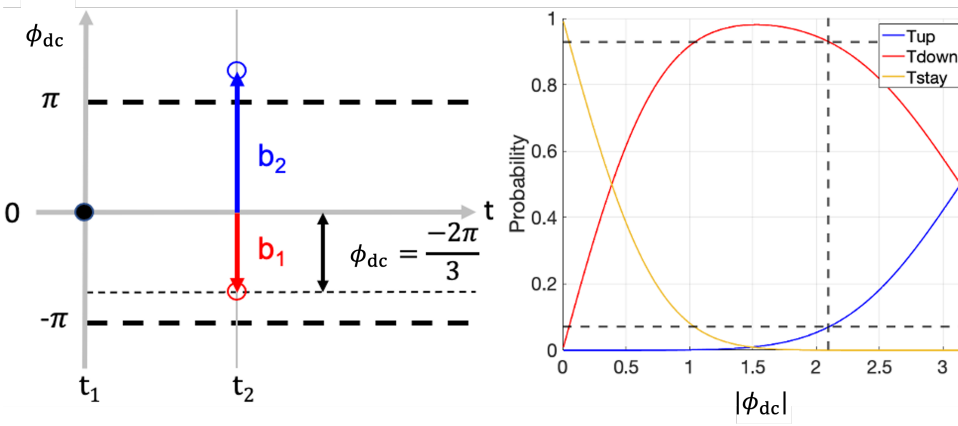 ϕdc
π
b2
0
t
b1
ϕdc = −2π/3
-π
t1
t2
1
0.8
0.6
0.4
0.2
0
Probability
Tup
Tdown
Tstay
0 0.5 1 1.5 2 2.5 3
|ϕdc|